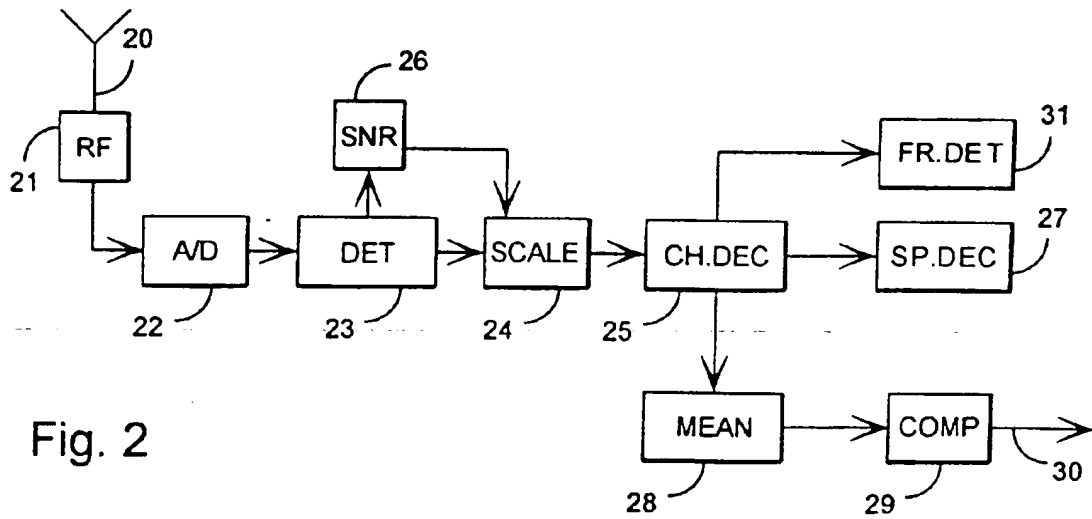 20
26
SNR
31
FR.DET
RF
21
27
A/D
DET
SCALE
CH.DEC
SP.DEC
22
23
24
25
MEAN
COMP
Fig. 2
28
29
30